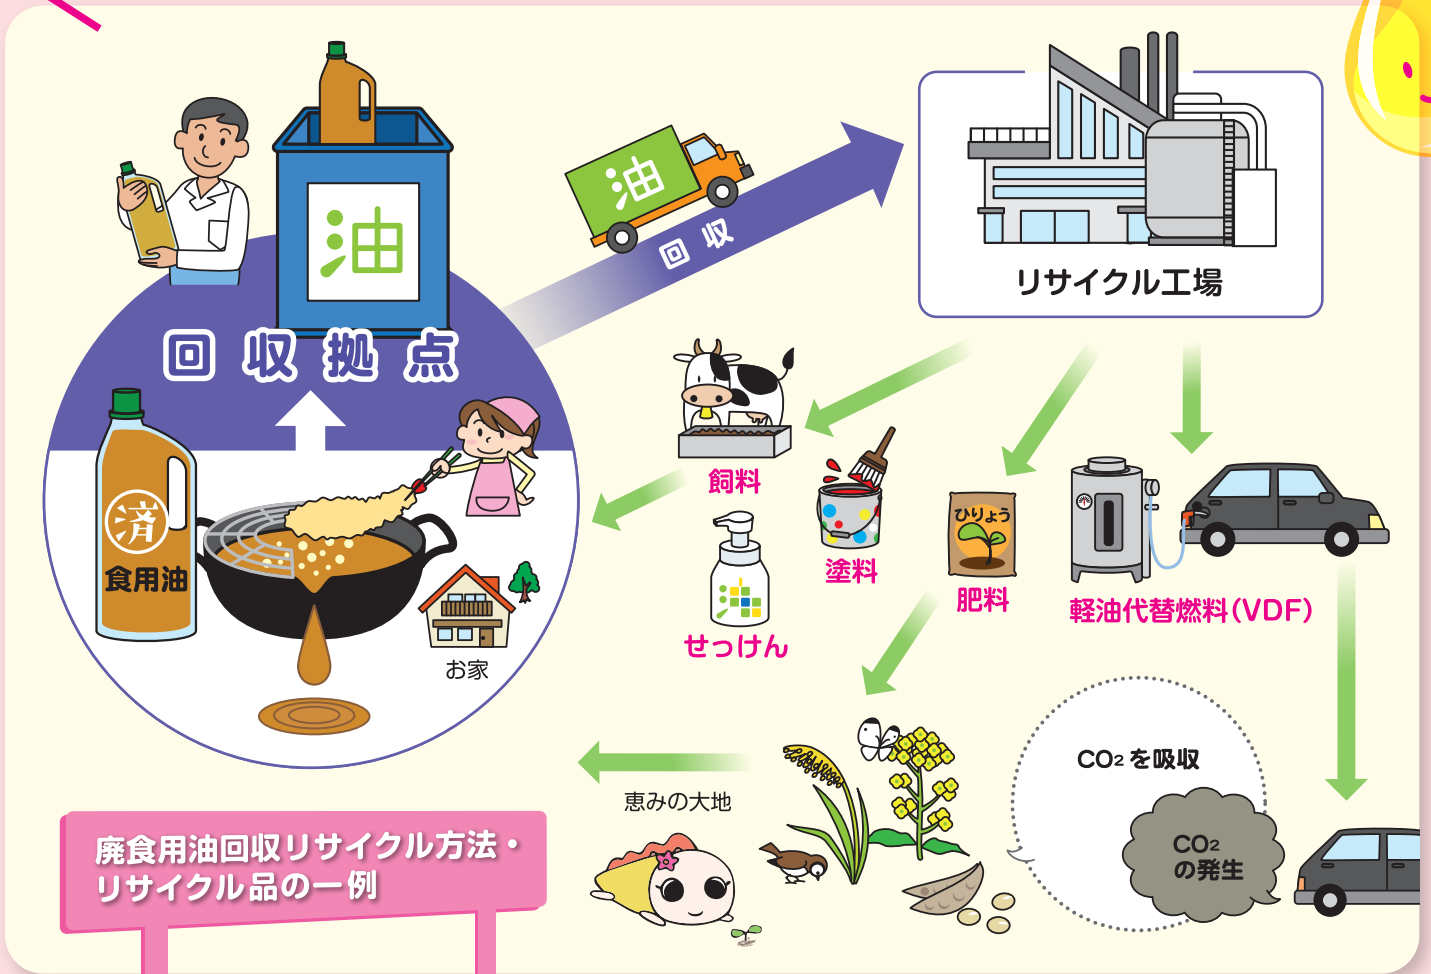 油
油
回収
リサイクル工場
回収拠点
済
食用油
お家
飼料
せっけん
塗料
ひりょう
肥料
軽油代替燃料(VDF)
油
CO2を吸収
CO2
の発生
恵みの大地
廃食用油回収リサイクル方法・
リサイクル品の一例